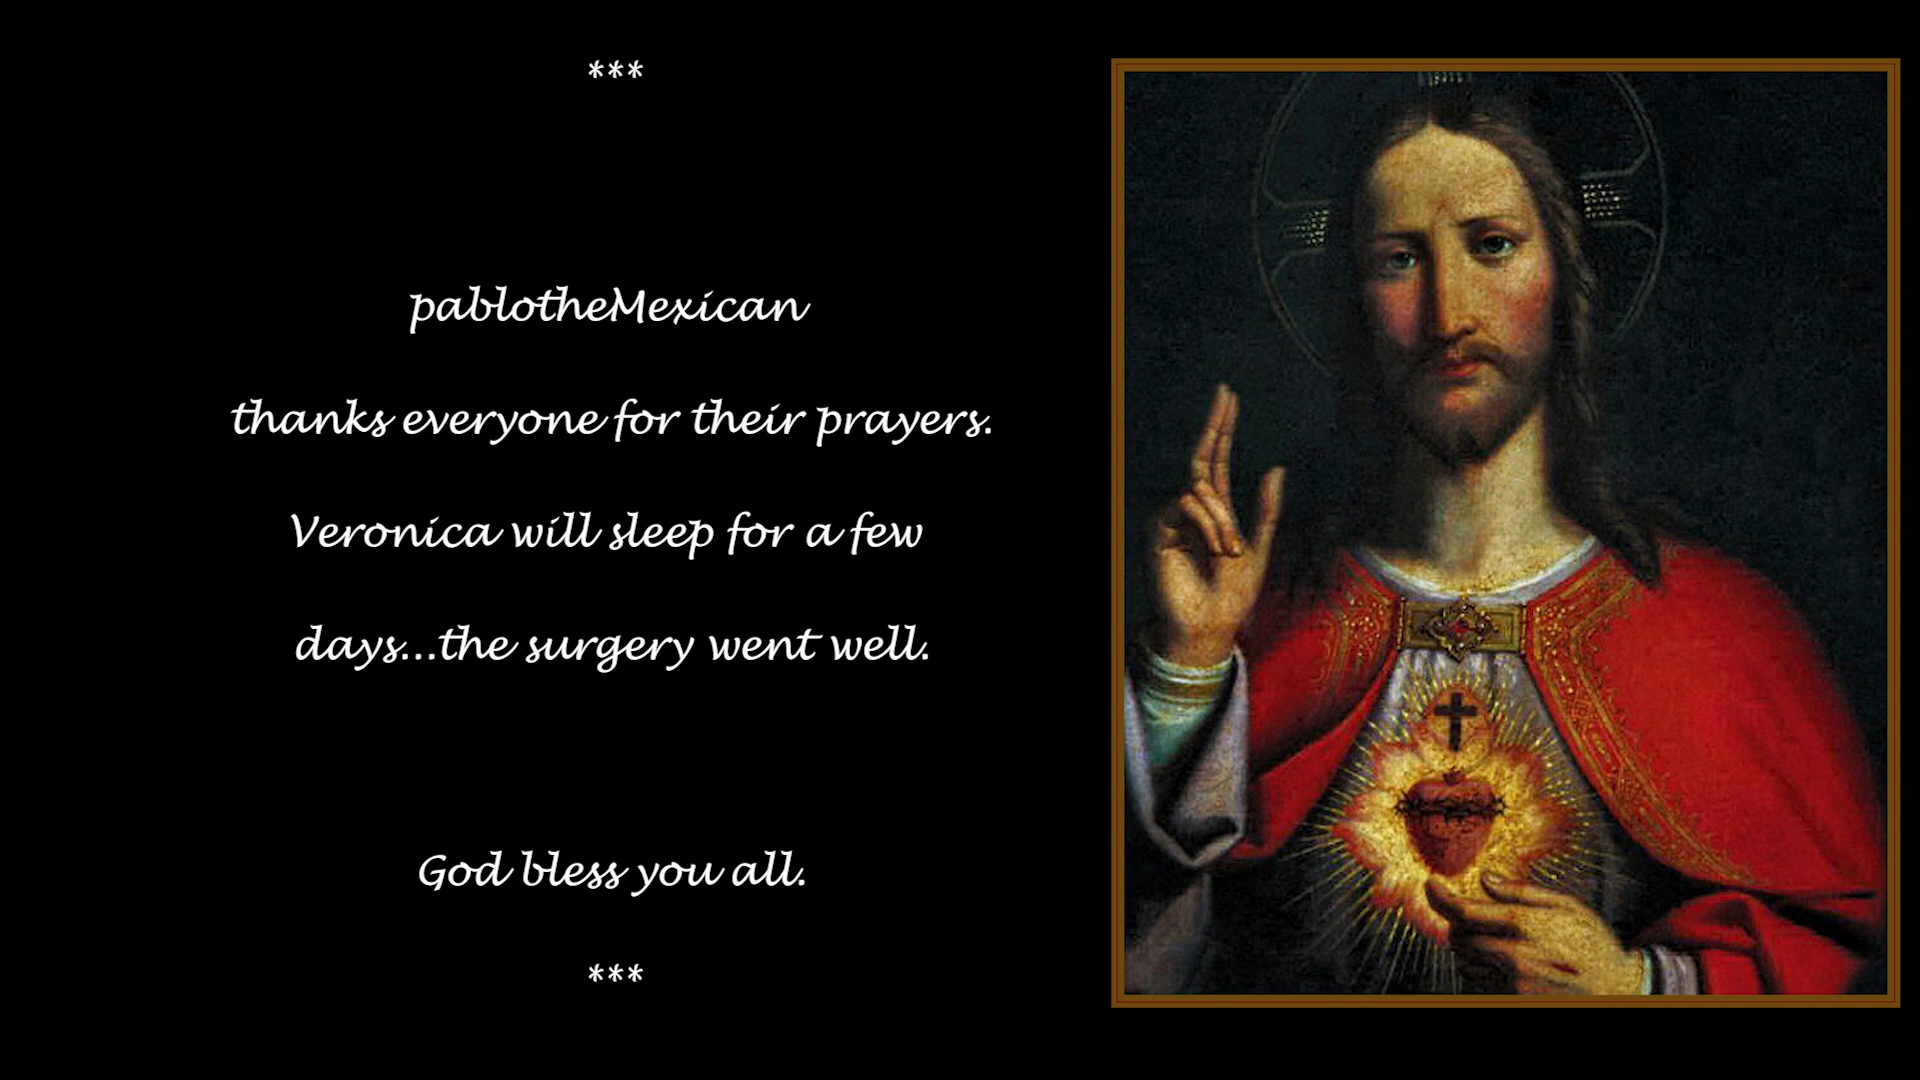 ***
pablotheMexican
thanks everyone for their prayers.
Veronica will sleep for a few
days...the surgery went well.
God bless you all.
***